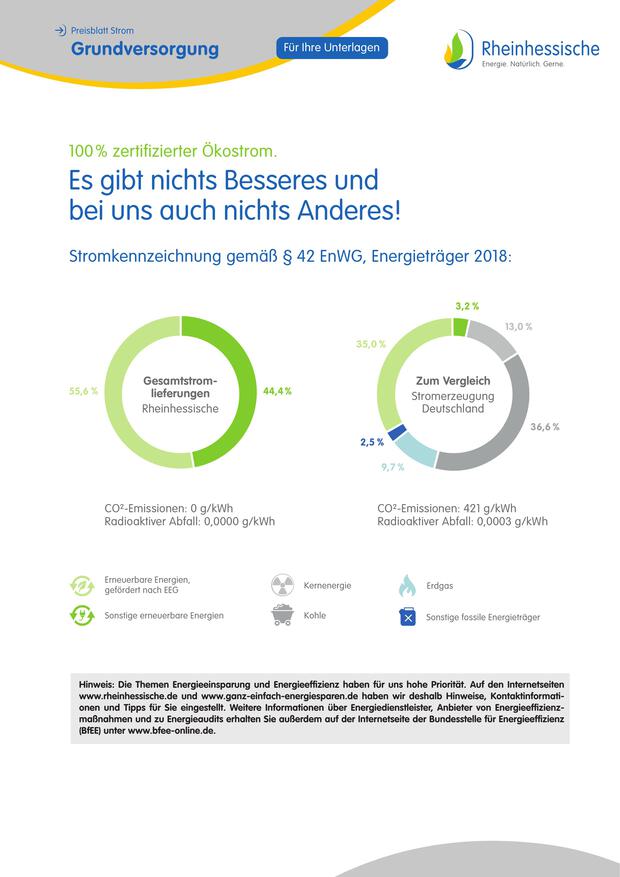 Preisblatt Strom
Grundversorgung
Für Ihre Unterlagen
Rheinhessische
Energie. Natürlich. Gerne.
100 % zertifizierter Ökostrom.
Es gibt nichts Besseres und
bei uns auch nichts Anderes!
Stromkennzeichnung gemäß § 42 EnWG, Energieträger 2018:
55,6 %
Gesamtstrom-
lieferungen
Rheinhessische
44,4%
3,2 %
13,0 %
35,0 %
Zum Vergleich
Stromerzeugung
Deutschland
36,6 %
2,5 %
9,7 %
CO²-Emissionen: 0 g/kWh
Radioaktiver Abfall: 0,0000 g/kWh
CO²-Emissionen: 421 g/kWh
Radioaktiver Abfall: 0,0003 g/kWh
Erneuerbare Energien,
gefördert nach EEG
Kernenergie
Erdgas
Sonstige erneuerbare Energien
Kohle
Sonstige fossile Energieträger
Hinweis: Die Themen Energieeinsparung und Energieeffizienz haben für uns hohe Priorität. Auf den Internetseiten
www.rheinhessische.de und www.ganz-einfach-energiesparen.de haben wir deshalb Hinweise, Kontaktinformati-
onen und Tipps für Sie eingestellt. Weitere Informationen über Energiedienstleister, Anbieter von Energieeffizienz-
maßnahmen und zu Energieaudits erhalten Sie außerdem auf der Internetseite der Bundesstelle für Energieeffizienz
(BfEE) unter www.bfee-online.de.